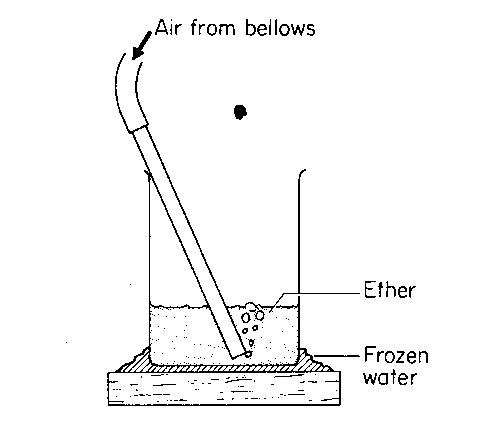 Air from bellows
Ether
Frozen
water